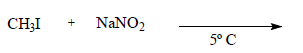 CH₃I + NaNO₂
5º C